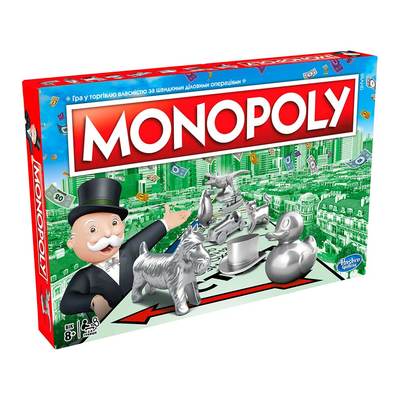 Гра у торгівлю власністю за швидкими діловими операціями
MONOPOLY
MONOPOLY
8+
Hasbro
Gaming